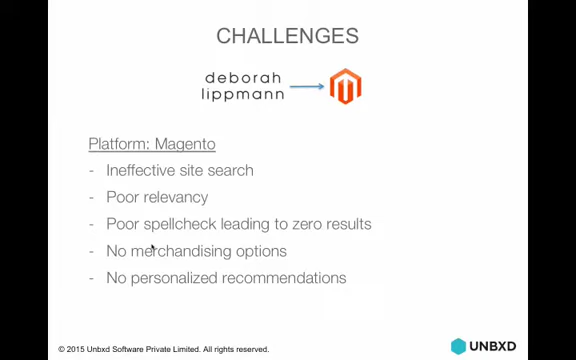 CHALLENGES
deborah
lippmann
Platform: Magento
- Ineffective site search
- Poor relevancy
- Poor spellcheck leading to zero results
- No merchandising options
- No personalized recommendations
© 2015 Unbxd Software Private Limited. All rights reserved.
UNBXD